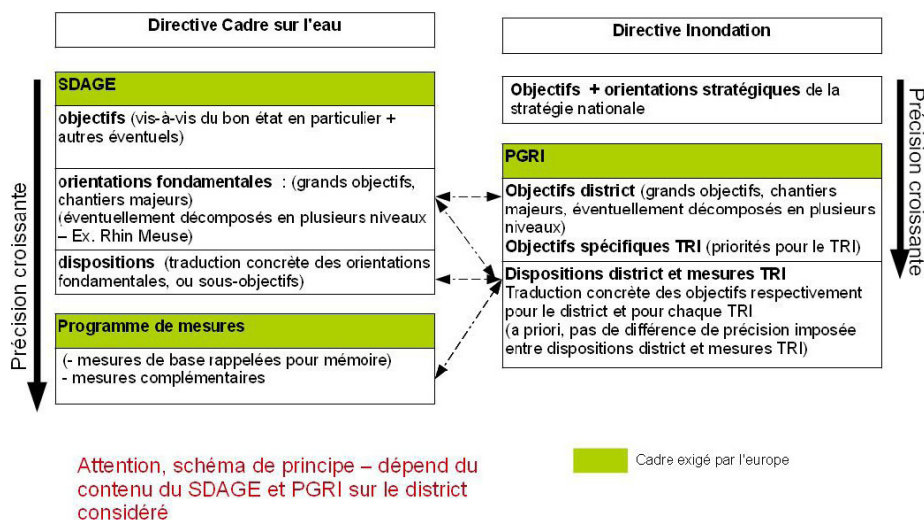 Directive Cadre sur l'eau
Précision croissante
SDAGE
objectifs (vis-à-vis du bon état en particulier +
autres éventuels)
orientations fondamentales : (grands objectifs,
chantiers majeurs)
(éventuellement décomposés en plusieurs niveaux
– Ex. Rhin Meuse)
dispositions (traduction concrète des orientations
fondamentales, ou sous-objectifs)
Programme de mesures
(- mesures de base rappelées pour mémoire)
- mesures complémentaires
Directive Inondation
Objectifs + orientations stratégiques de la
stratégie nationale
PGRI
Objectifs district (grands objectifs, chantiers
majeurs, éventuellement décomposés en plusieurs
niveaux)
Objectifs spécifiques TRI (priorités pour le TRI)
Dispositions district et mesures TRI
Traduction concrète des objectifs respectivement
pour le district et pour chaque TRI
(a priori, pas de différence de précision imposée
entre dispositions district et mesures TRI)
Précision croissante
Attention, schéma de principe – dépend du
contenu du SDAGE et PGRI sur le district
considéré
Cadre exigé par l'europe